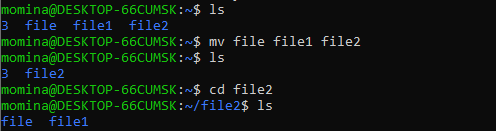 momina@DESKTOP-66CUMSK:~$ ls
3  file  file1  file2
momina@DESKTOP-66CUMSK:~$ mv file file1 file2
momina@DESKTOP-66CUMSK:~$ ls
3  file2
momina@DESKTOP-66CUMSK:~$ cd file2
momina@DESKTOP-66CUMSK:~/file2$ ls
file  file1